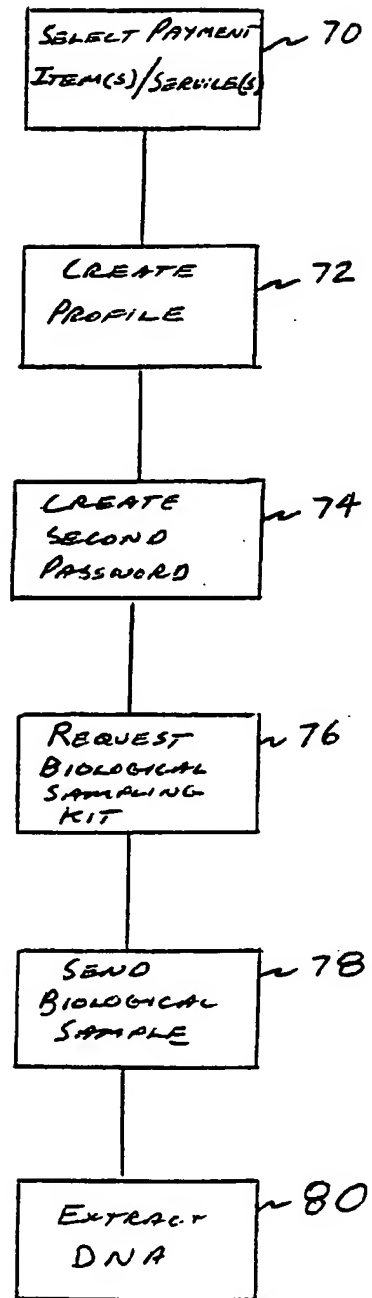 SELECT PAYMENT 70
ITEM(S)/SERVICE(S)
CREATE 72
PROFILE
CREATE 74
SECOND
PASSWORD
REQUEST 76
BIOLOGICAL
SAMPLING
KIT
SEND 78
BIOLOGICAL
SAMPLE
EXTRACT 80
DNA